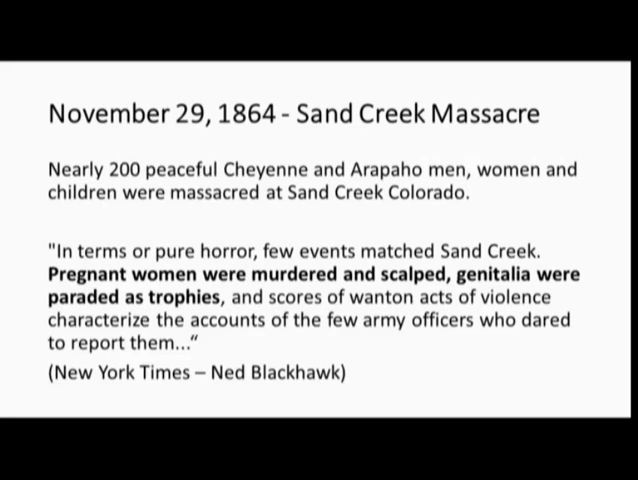 November 29, 1864 - Sand Creek Massacre
Nearly 200 peaceful Cheyenne and Arapaho men, women and
children were massacred at Sand Creek Colorado.
"In terms or pure horror, few events matched Sand Creek.
Pregnant women were murdered and scalped, genitalia were
paraded as trophies, and scores of wanton acts of violence
characterize the accounts of the few army officers who dared
to report them…“
(New York Times – Ned Blackhawk)